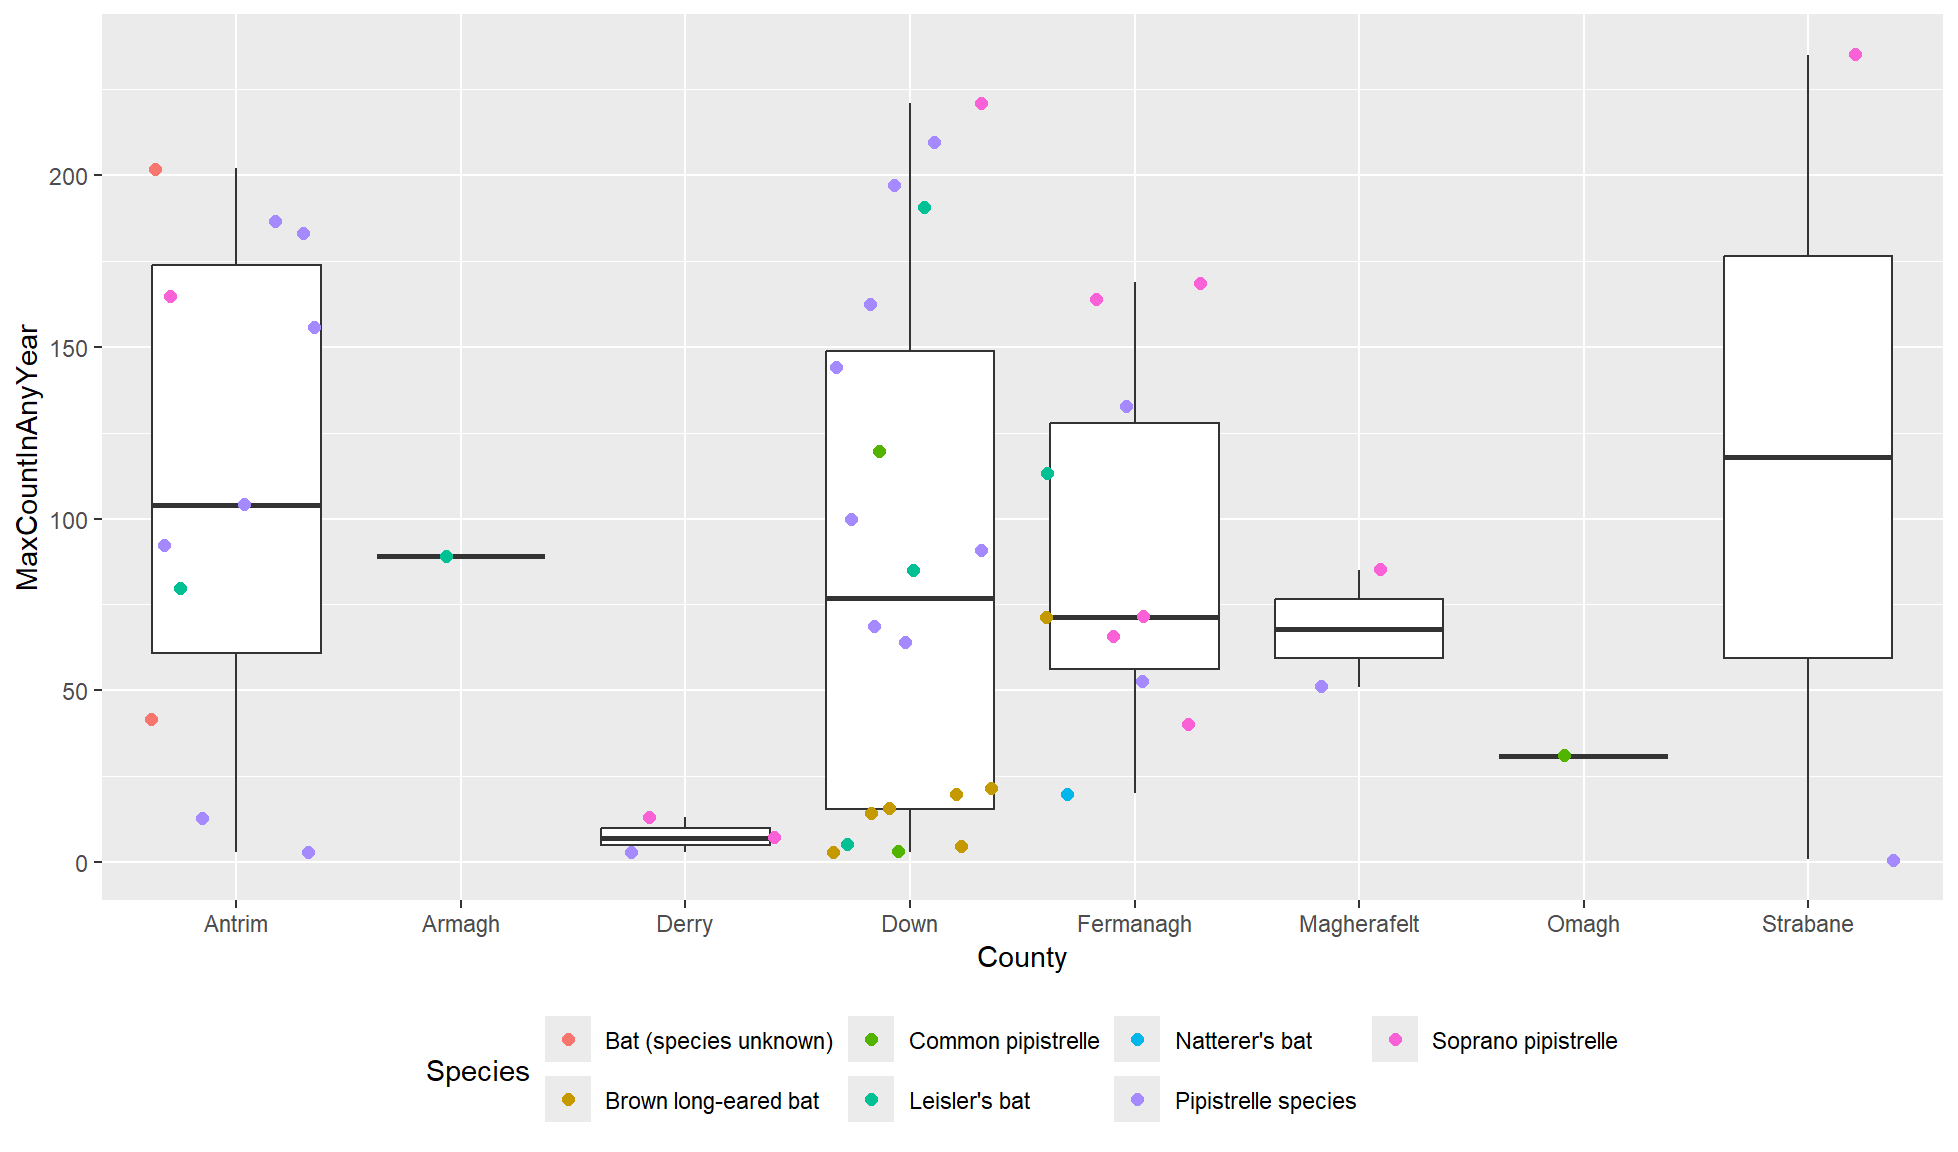 MaxCountInAnyYear
200
150
100
50
0
Antrim Armagh Derry Down Fermanagh Magherafelt Omagh Strabane
County
Species
Bat (species unknown) Common pipistrelle Natterer's bat Soprano pipistrelle
Brown long-eared bat Leisler's bat Pipistrelle species